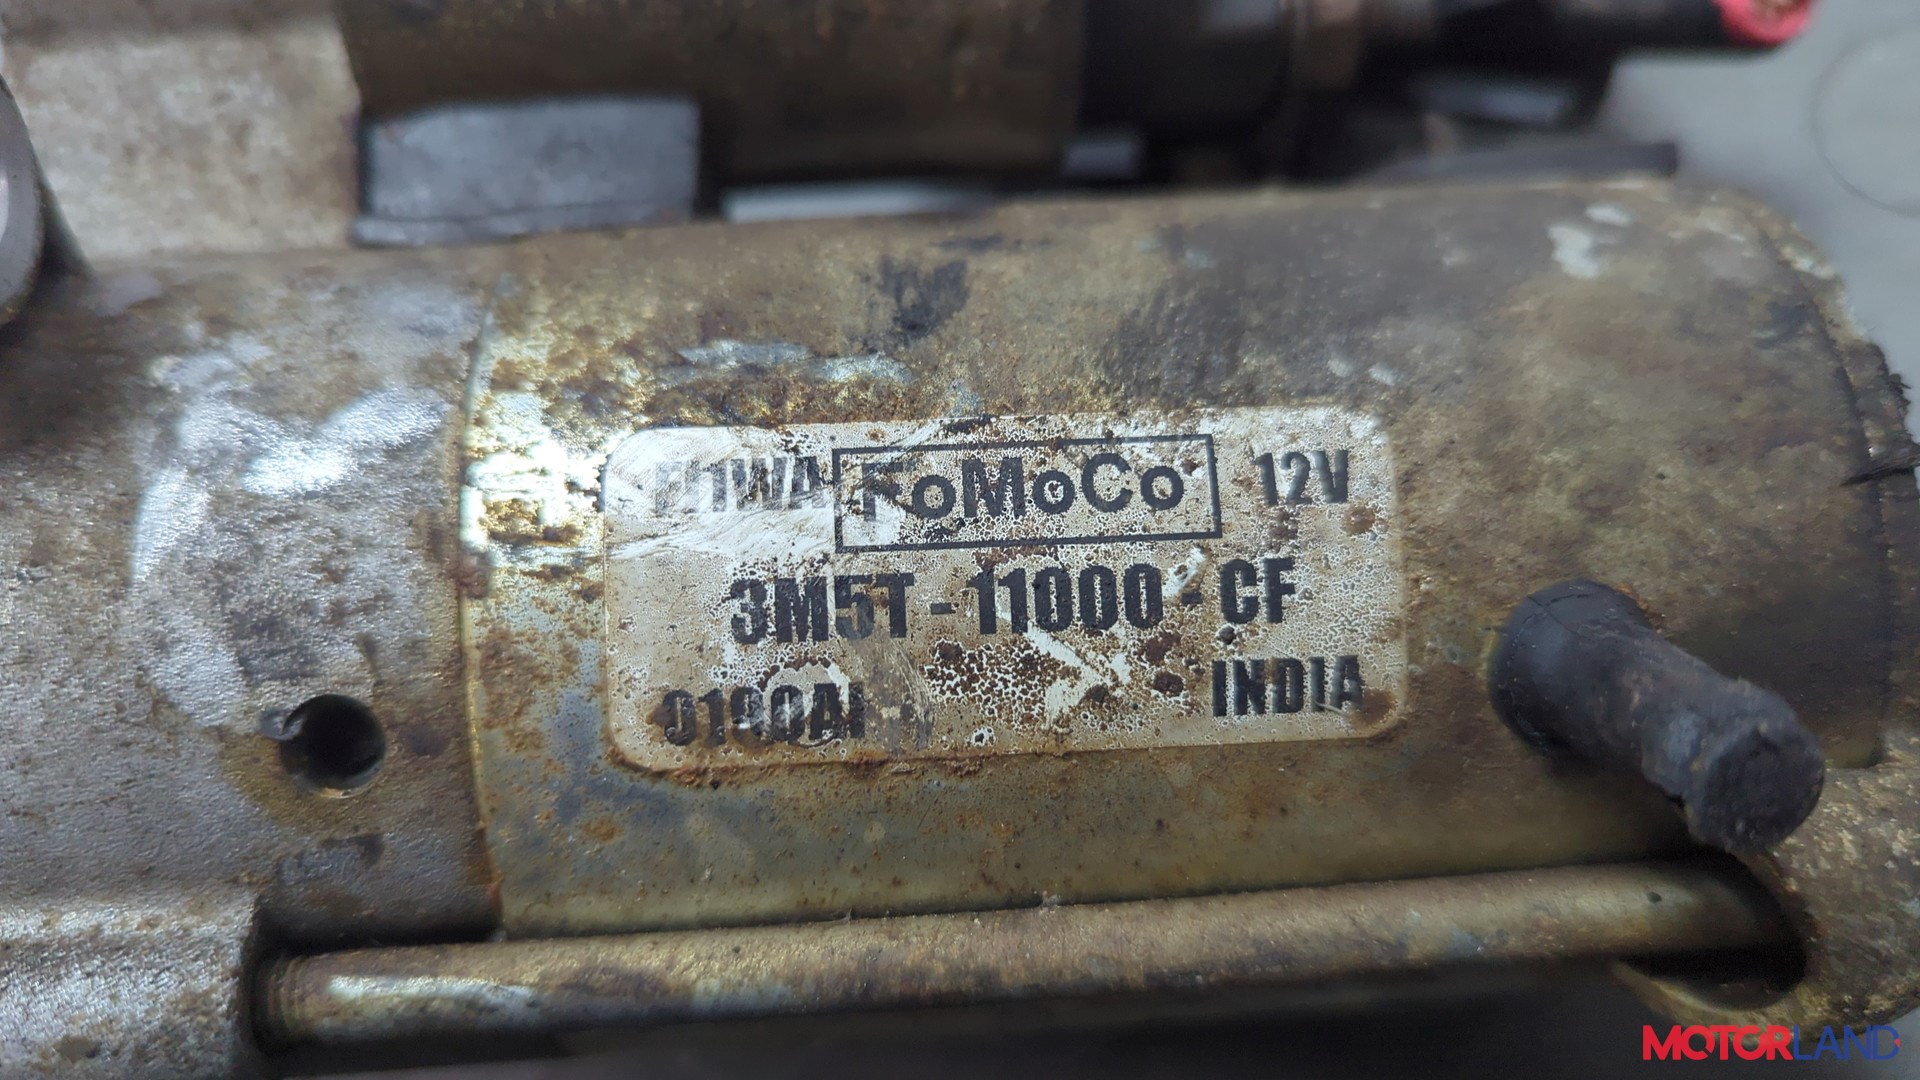 FoMoCo 12V
3M5T-11000-CF
INDIA
MOTORLAND